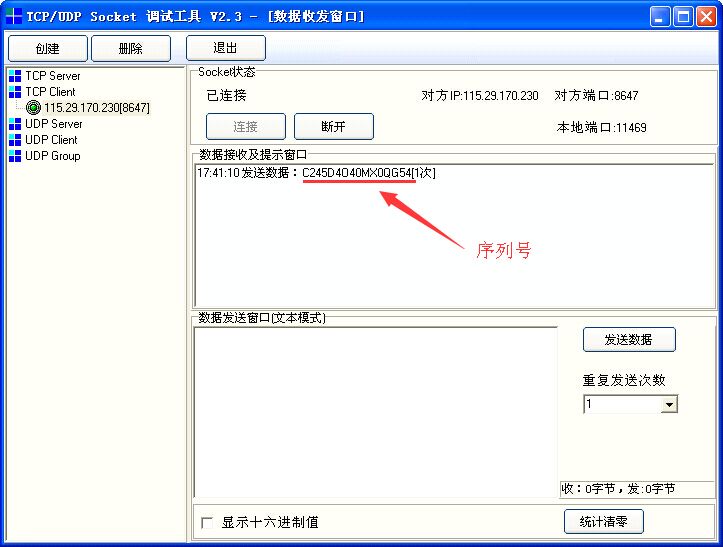 TCP/UDP Socket 调试工具 V2.3 - [数据收发窗口]
创建 删除 退出
TCP Server
TCP Client
115.29.170.230[8647]
UDP Server
UDP Client
UDP Group
Socket状态
已连接 对方IP:115.29.170.230 对方端口:8647
连接 断开 本地端口:11469
数据接收及提示窗口
17:41:10 发送数据：C245D4O40MX0QG54[1次]
序列号
数据发送窗口(文本模式)
发送数据
重复发送次数
1
收：0字节，发:0字节
显示十六进制值 统计清零